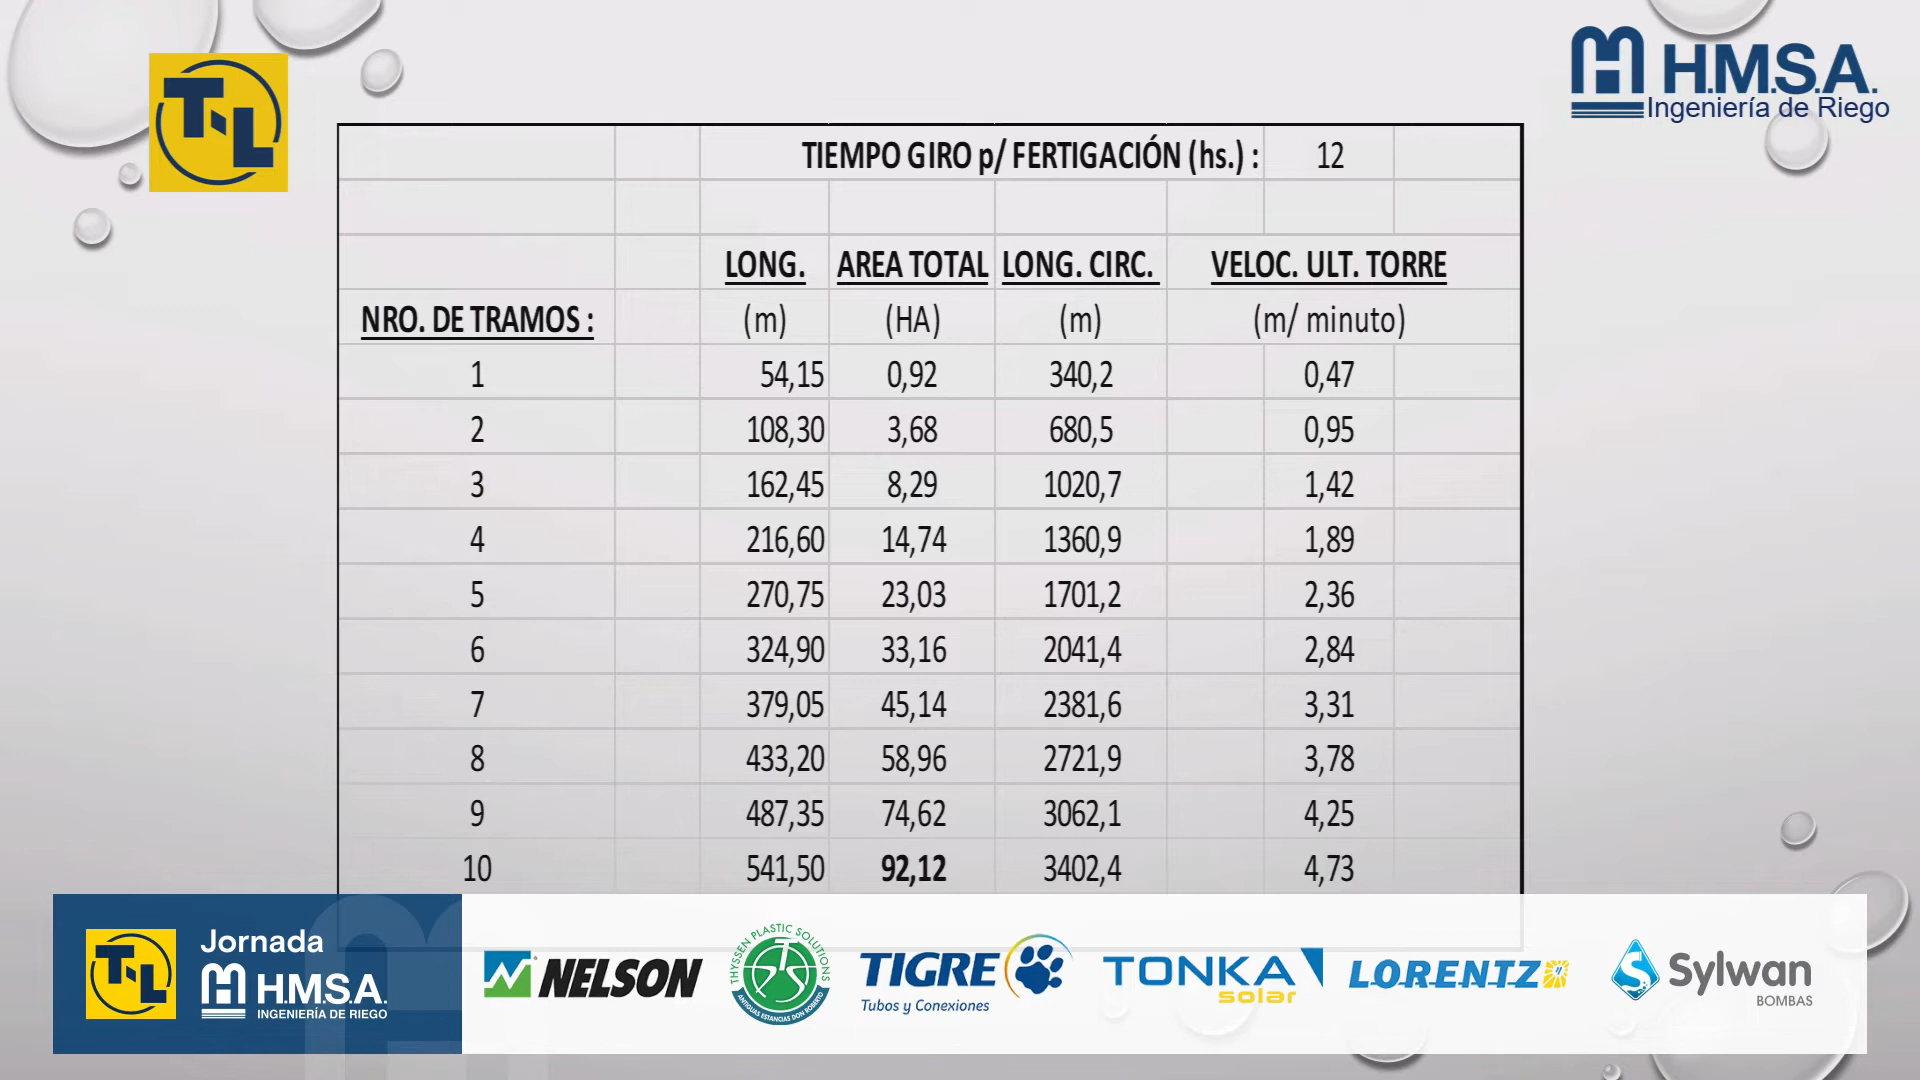 T-L
H.M.S.A.
Ingeniería de Riego
TIEMPO GIRO p/ FERTIGACIÓN (hs.) : 12
LONG. AREA TOTAL LONG. CIRC. VELOC. ULT. TORRE
NRO. DE TRAMOS : (m) (HA) (m) (m/ minuto)
1 54,15 0,92 340,2 0,47
2 108,30 3,68 680,5 0,95
3 162,45 8,29 1020,7 1,42
4 216,60 14,74 1360,9 1,89
5 270,75 23,03 1701,2 2,36
6 324,90 33,16 2041,4 2,84
7 379,05 45,14 2381,6 3,31
8 433,20 58,96 2721,9 3,78
9 487,35 74,62 3062,1 4,25
10 541,50 92,12 3402,4 4,73
T-L
Jornada
H.M.S.A.
INGENIERÍA DE RIEGO
NELSON
THYSSEN PLASTIC SOLUTIONS
ANTIGUAS ESTANCIAS DON ROBERTO
TIGRE
Tubos y Conexiones
TONKA
solar
LORENTZ
Sylwan
BOMBAS